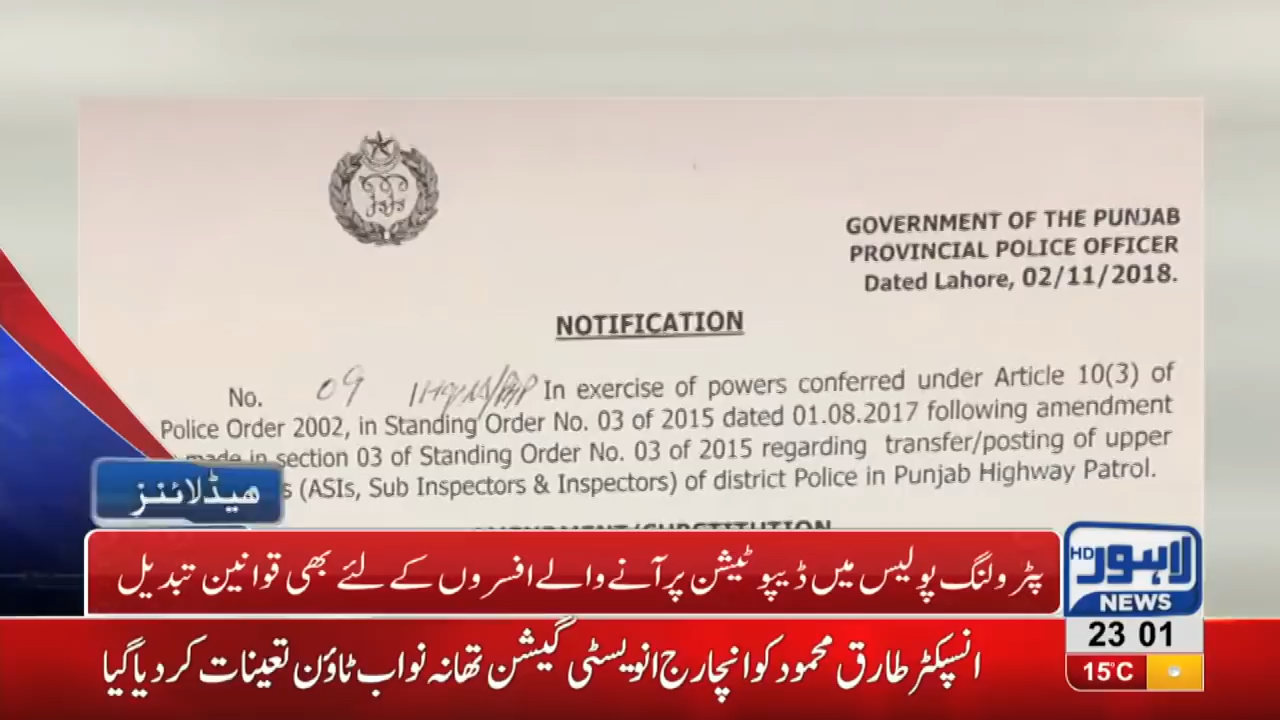 GOVERNMENT OF THE PUNJAB
PROVINCIAL POLICE OFFICER
Dated Lahore, 02/11/2018.
NOTIFICATION
No. 09 In exercise of powers conferred under Article 10(3) of
Police Order 2002, in Standing Order No. 03 of 2015 dated 01.08.2017 following amendment
made in section 03 of Standing Order No. 03 of 2015 regarding transfer/posting of upper
s (ASIs, Sub Inspectors & Inspectors) of district Police in Punjab Highway Patrol.
AMENDMENT/SUBSTITUTION
ھیڈلائنز
پٹرولنگ پولیس میں ڈیپوٹیشن پر آنے والے افسروں کے لئے بھی قوانین تبدیل
HD لاہور
NEWS
23 01
15°C
انسپکٹر طارق محمود کو انچارج انویسٹی گیشن تھانہ نواب ٹاؤن تعینات کر دیا گیا